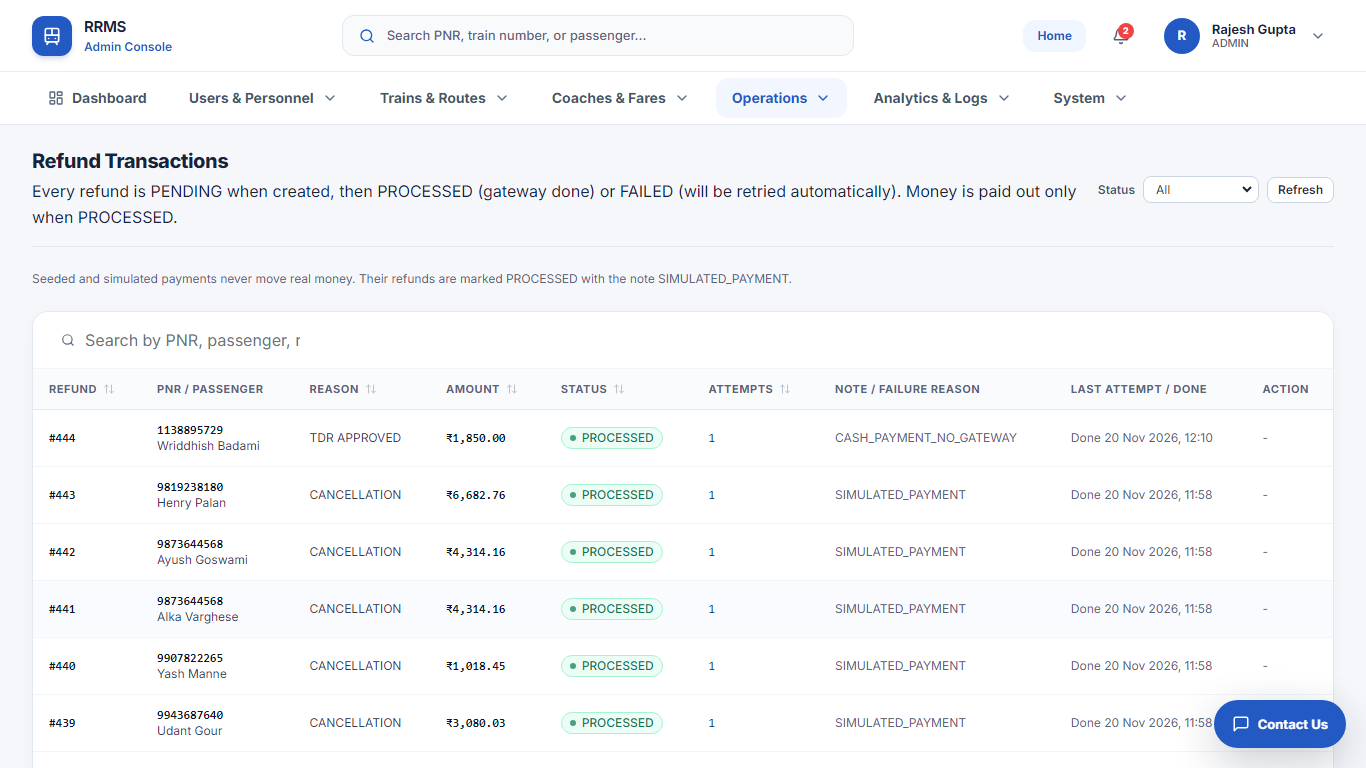 RRMS
Admin Console
Search PNR, train number, or passenger...
Home
2
R
Rajesh Gupta
ADMIN
Dashboard
Users & Personnel
Trains & Routes
Coaches & Fares
Operations
Analytics & Logs
System
Refund Transactions
Every refund is PENDING when created, then PROCESSED (gateway done) or FAILED (will be retried automatically). Money is paid out only
when PROCESSED.
Status
All
Refresh
Seeded and simulated payments never move real money. Their refunds are marked PROCESSED with the note SIMULATED_PAYMENT.
Search by PNR, passenger, r
REFUND PNR / PASSENGER REASON AMOUNT STATUS ATTEMPTS NOTE / FAILURE REASON LAST ATTEMPT / DONE ACTION
#444 1138895729 TDR APPROVED ₹1,850.00 PROCESSED 1 CASH_PAYMENT_NO_GATEWAY Done 20 Nov 2026, 12:10 -
Wriddhish Badami
#443 9819238180 CANCELLATION ₹6,682.76 PROCESSED 1 SIMULATED_PAYMENT Done 20 Nov 2026, 11:58 -
Henry Palan
#442 9873644568 CANCELLATION ₹4,314.16 PROCESSED 1 SIMULATED_PAYMENT Done 20 Nov 2026, 11:58 -
Ayush Goswami
#441 9873644568 CANCELLATION ₹4,314.16 PROCESSED 1 SIMULATED_PAYMENT Done 20 Nov 2026, 11:58 -
Alka Varghese
#440 9907822265 CANCELLATION ₹1,018.45 PROCESSED 1 SIMULATED_PAYMENT Done 20 Nov 2026, 11:58 -
Yash Manne
#439 9943687640 CANCELLATION ₹3,080.03 PROCESSED 1 SIMULATED_PAYMENT Done 20 Nov 2026, 11:58
Udant Gour
Contact Us